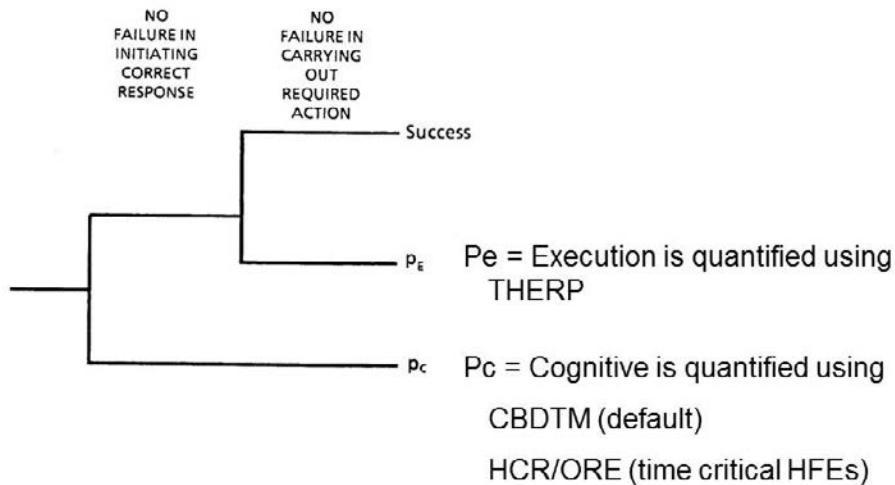 NO
FAILURE IN
INITIATING
CORRECT
RESPONSE
NO
FAILURE IN
CARRYING
OUT
REQUIRED
ACTION
Success
PE
Pe = Execution is quantified using
THERP
PC
Pc = Cognitive is quantified using
CBDTM (default)
HCR/ORE (time critical HFEs)